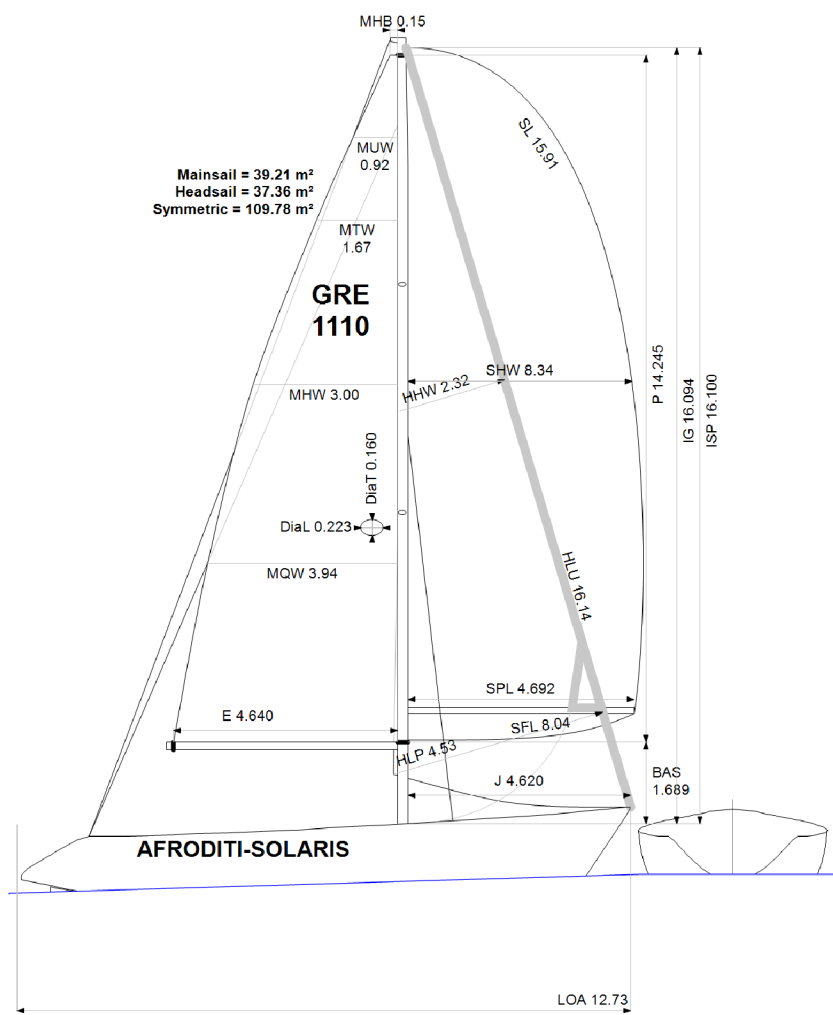 MHB 0.15
SL 15.91
MUW
0.92
Mainsail = 39.21 m²
Headsail = 37.36 m²
Symmetric = 109.78 m²
MTW
1.67
GRE
1110
P 14.245
IG 16.094
ISP 16.100
SHW 8.34
HHW 2.32
MHW 3.00
DiaT 0.160
DiaL 0.223
MQW 3.94
HLU 16.14
SPL 4.692
E 4.640
SFL 8.04
HLP 4.53
J 4.620
BAS
1.689
AFRODITI-SOLARIS
LOA 12.73